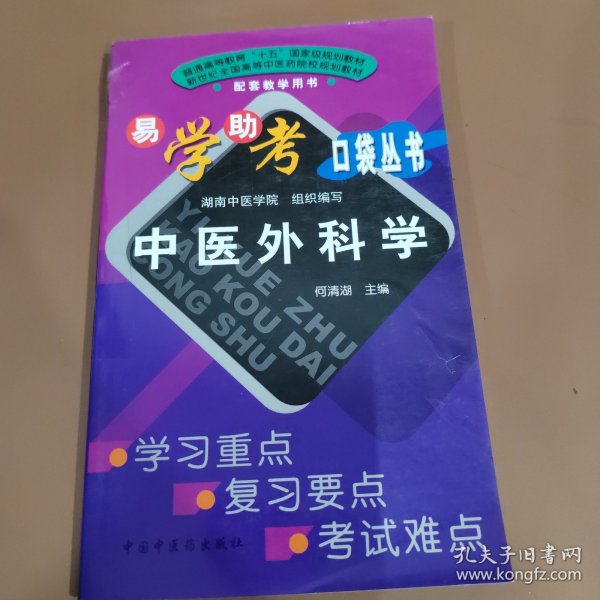 普通高等教育“十五”国家级规划教材
新世纪全国高等中医药院校规划教材
配套教学用书
易学助考 口袋丛书
湖南中医学院 组织编写
中医外科学
何清湖 主编
YI XUE ZHU
KAO KOU DAI
CONG SHU
学习重点
复习要点
考试难点
中国中医药出版社
孔夫子旧书网
www.kongfz.com